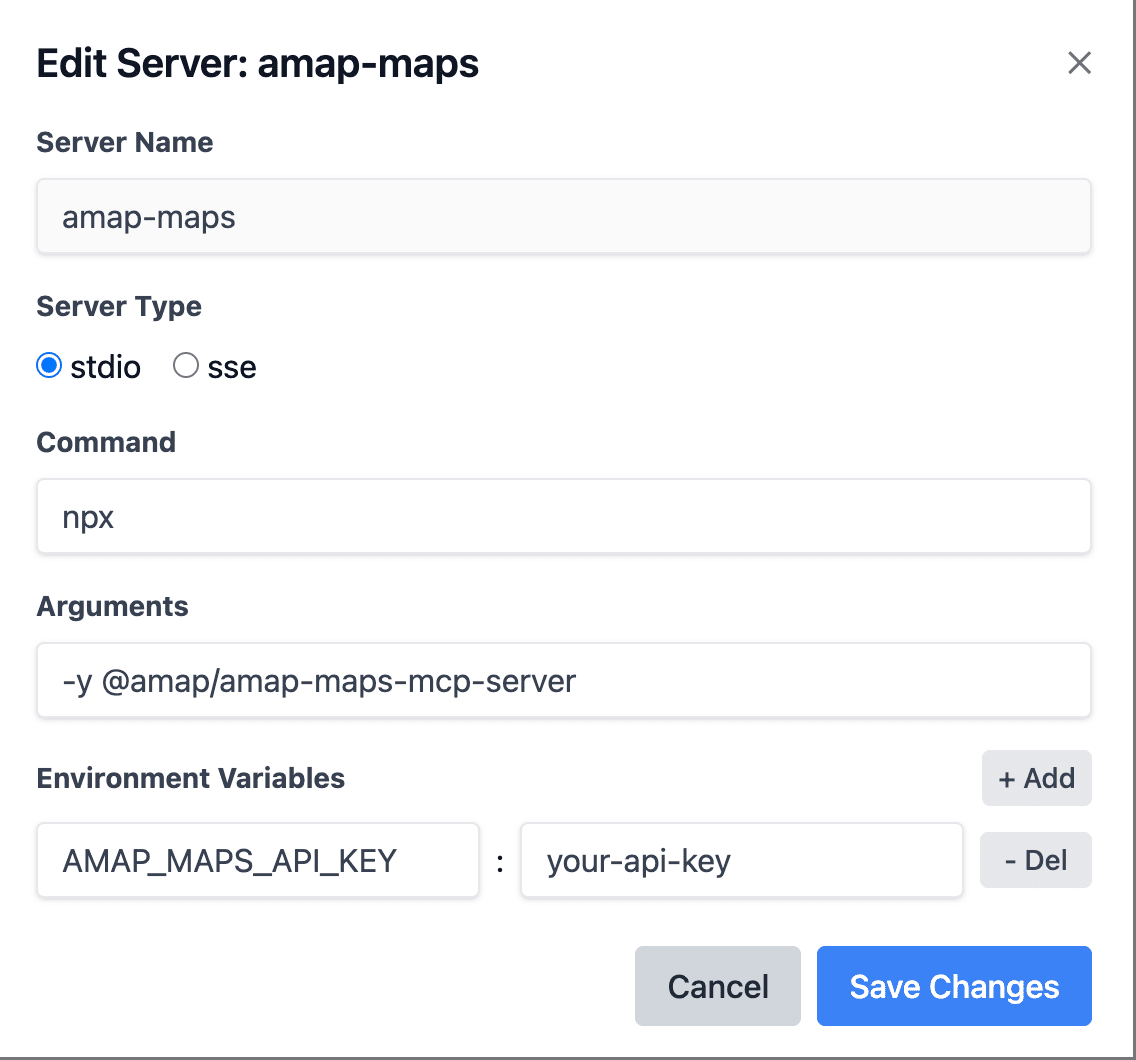 Edit Server: amap-maps
Server Name
amap-maps
Server Type
stdio sse
Command
npx
Arguments
-y @amap/amap-maps-mcp-server
Environment Variables + Add
AMAP_MAPS_API_KEY : your-api-key - Del
Cancel Save Changes